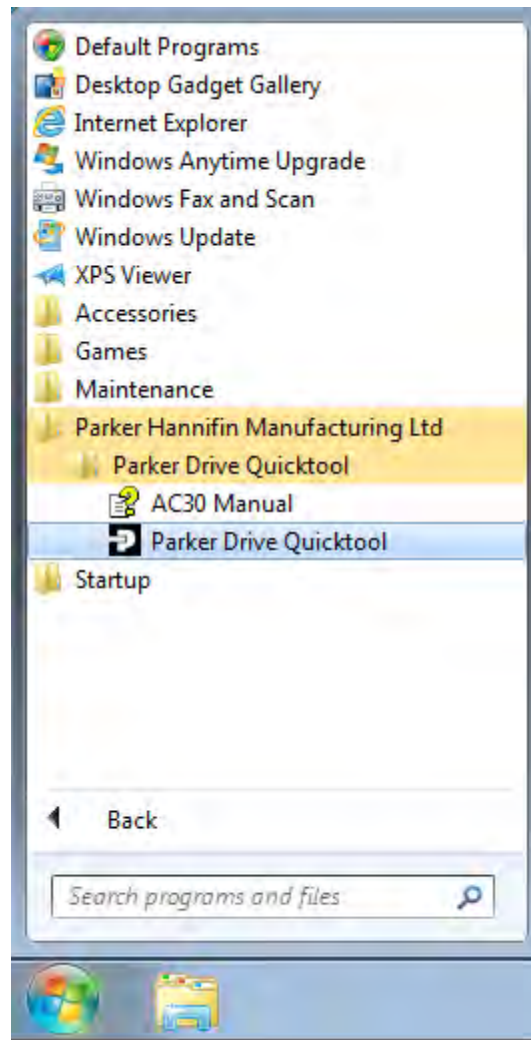 Default Programs
Desktop Gadget Gallery
Internet Explorer
Windows Anytime Upgrade
Windows Fax and Scan
Windows Update
XPS Viewer
Accessories
Games
Maintenance
Parker Hannifin Manufacturing Ltd
Parker Drive Quicktool
AC30 Manual
Parker Drive Quicktool
Startup
Back
Search programs and files